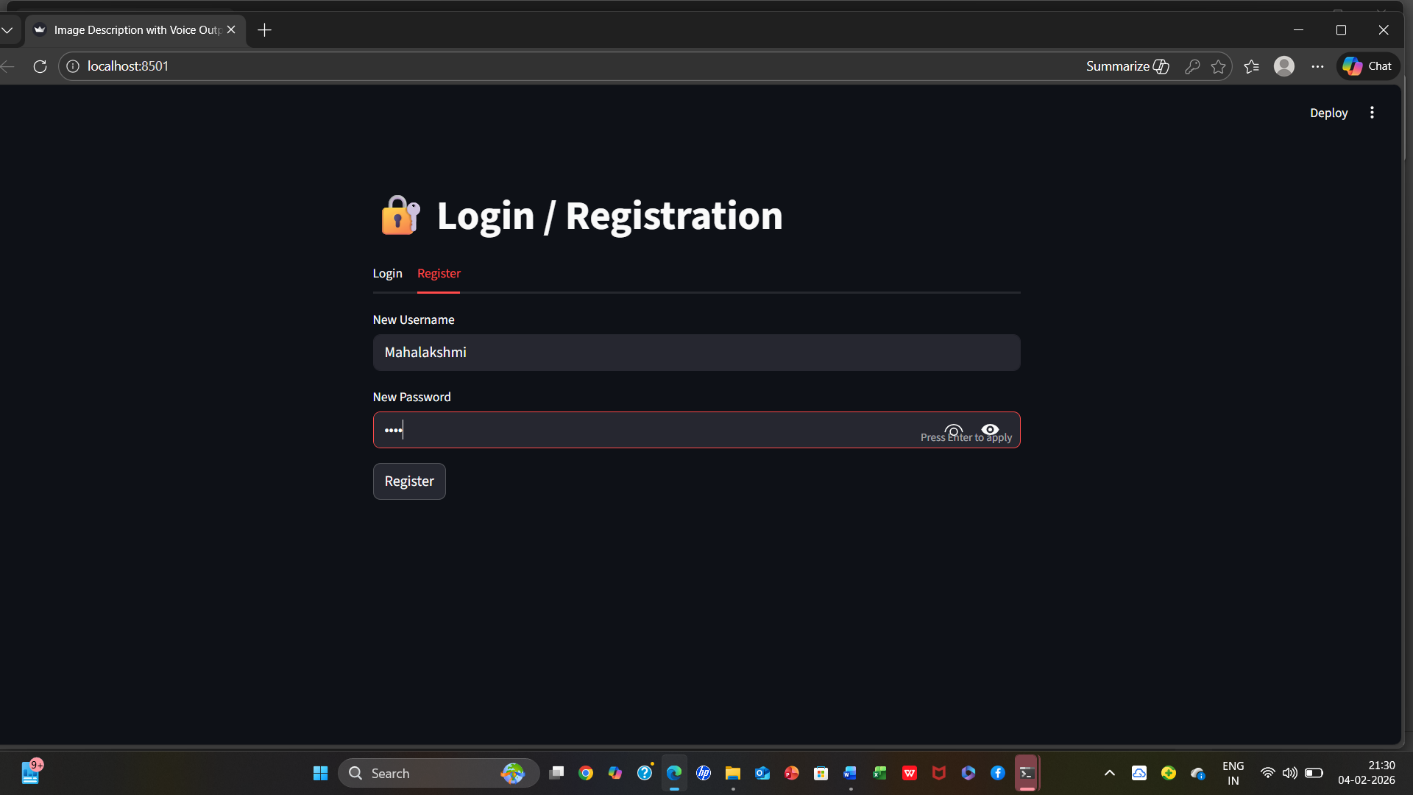 Image Description with Voice Outp
localhost:8501
Summarize
Chat
Deploy
Login / Registration
Login Register
New Username
Mahalakshmi
New Password
••••
Press Enter to apply
Register
9+
Search
ENG
IN
21:30
04-02-2026